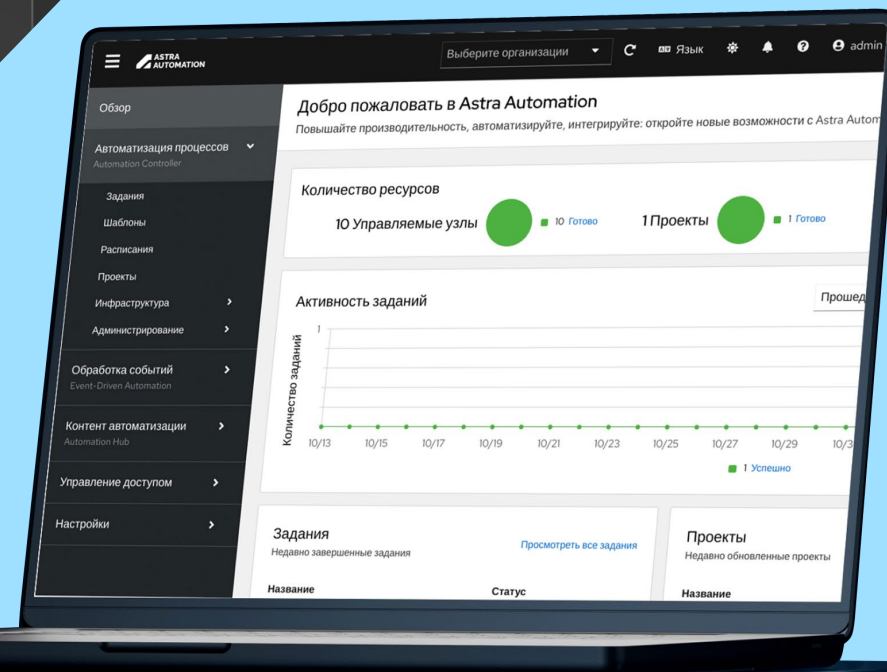 ASTRA
AUTOMATION
Выберите организации
Язык
admin
Обзор
Автоматизация процессов
Automation Controller
Задания
Шаблоны
Расписания
Проекты
Инфраструктура
Администрирование
Обработка событий
Event-Driven Automation
Контент автоматизации
Automation Hub
Управление доступом
Настройки
Добро пожаловать в Astra Automation
Повышайте производительность, автоматизируйте, интегрируйте: откройте новые возможности с Astra Autom
Количество ресурсов
10 Управляемые узлы
10 Готово
1 Проекты
1 Готово
Активность заданий
Прошед
Количество заданий
1
10/13 10/15 10/17 10/19 10/21 10/23 10/25 10/27 10/29 10/3
1 Успешно
Задания
Недавно завершенные задания
Просмотреть все задания
Название Статус
Проекты
Недавно обновленные проекты
Название